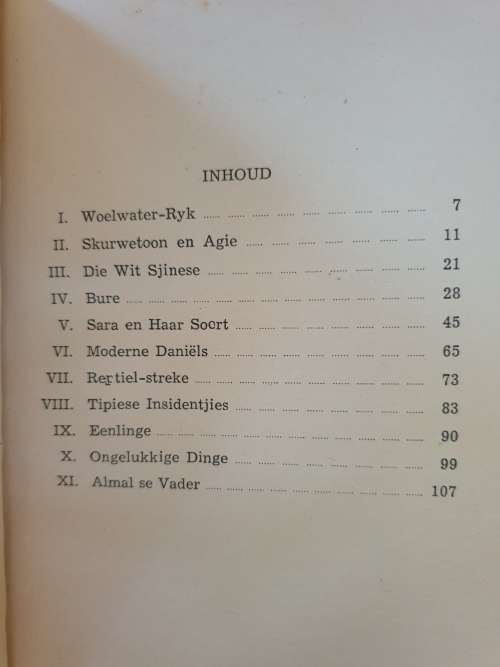 INHOUD
I. Woelwater-Ryk ...... ...... ...... ...... ...... ...... ...... ...... ...... 7
II. Skurwetoon en Agie ...... ...... ...... ...... ...... ...... ...... 11
III. Die Wit Sjinese ...... ...... ...... ...... ...... ...... ...... ...... ...... 21
IV. Bure ...... ...... ...... ...... ...... ...... ...... ...... ...... ...... ...... ...... 28
V. Sara en Haar Soort ...... ...... ...... ...... ...... ...... ...... ...... 45
VI. Moderne Daniëls ...... ...... ...... ...... ...... ...... ...... ...... ...... 65
VII. Reptiel-streke ...... ...... ...... ...... ...... ...... ...... ...... ...... 73
VIII. Tipiese Insidentjies ...... ...... ...... ...... ...... ...... ...... ...... 83
IX. Eenlinge ...... ...... ...... ...... ...... ...... ...... ...... ...... ...... ...... 90
X. Ongelukkige Dinge ...... ...... ...... ...... ...... ...... ...... ...... 99
XI. Almal se Vader ...... ...... ...... ...... ...... ...... ...... ...... ...... 107